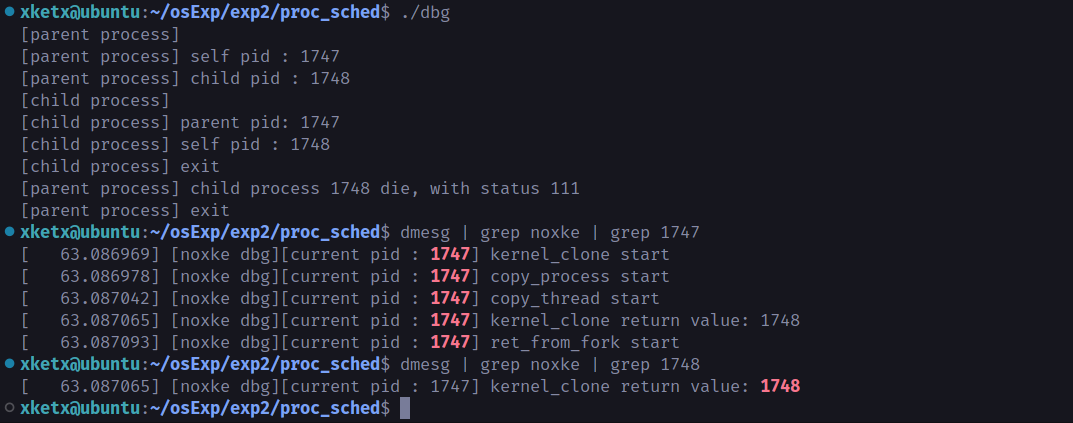 xketx@ubuntu:~/osExp/exp2/proc_sched$ ./dbg
[parent process]
[parent process] self pid : 1747
[parent process] child pid : 1748
[child process]
[child process] parent pid: 1747
[child process] self pid : 1748
[child process] exit
[parent process] child process 1748 die, with status 111
[parent process] exit
xketx@ubuntu:~/osExp/exp2/proc_sched$ dmesg | grep noxke | grep 1747
[   63.086969] [noxke dbg][current pid : 1747] kernel_clone start
[   63.086978] [noxke dbg][current pid : 1747] copy_process start
[   63.087042] [noxke dbg][current pid : 1747] copy_thread start
[   63.087065] [noxke dbg][current pid : 1747] kernel_clone return value: 1748
[   63.087093] [noxke dbg][current pid : 1747] ret_from_fork start
xketx@ubuntu:~/osExp/exp2/proc_sched$ dmesg | grep noxke | grep 1748
[   63.087065] [noxke dbg][current pid : 1747] kernel_clone return value: 1748
xketx@ubuntu:~/osExp/exp2/proc_sched$